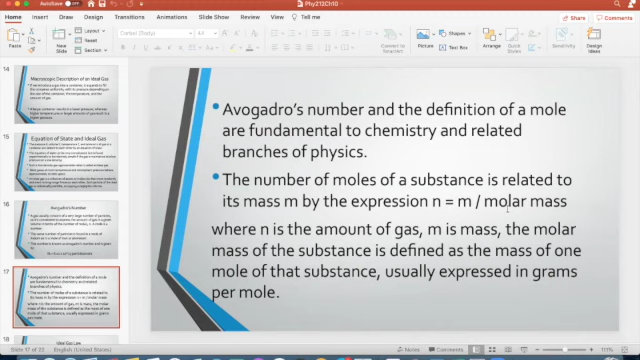 AutoSave OFF
Phy212Ch10
Home Insert Draw Design Transitions Animations Slide Show Review View Tell me
Share Comments
Paste
New Slide
Layout
Reset
Section
Convert to SmartArt
Picture
Shapes
Text Box
Arrange
Quick Styles
Sensitivity
Design Ideas
14
Macroscopic Description of an Ideal Gas
15
Equation of State and Ideal Gas
16
Avogadro's Number
17
18
Ideal Gas Law
•Avogadro's number and the definition of a mole
are fundamental to chemistry and related
branches of physics.
•The number of moles of a substance is related to
its mass m by the expression n = m / molar mass
where n is the amount of gas, m is mass, the molar
mass of the substance is defined as the mass of one
mole of that substance, usually expressed in grams
per mole.
Slide 17 of 22 English (United States)
Notes Comments
111%